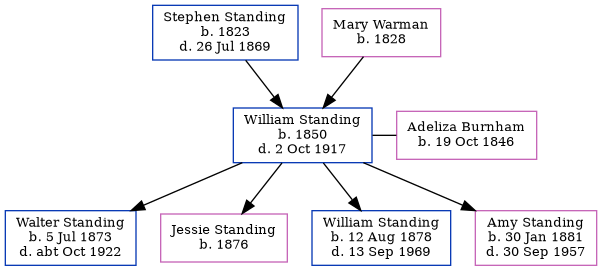 Stephen Standing
b. 1823
d. 26 Jul 1869
Mary Warman
b. 1828
William Standing
b. 1850
d. 2 Oct 1917
Adeliza Burnham
b. 19 Oct 1846
Walter Standing
b. 5 Jul 1873
d. abt Oct 1922
Jessie Standing
b. 1876
William Standing
b. 12 Aug 1878
d. 13 Sep 1969
Amy Standing
b. 30 Jan 1881
d. 30 Sep 1957